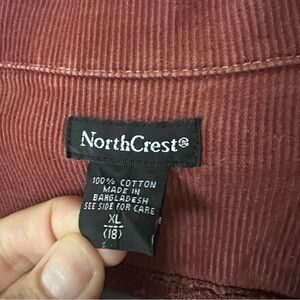 NorthCrest®
100% COTTON
MADE IN
BANGLADESH
SEE SIDE FOR CARE
XL
(18)